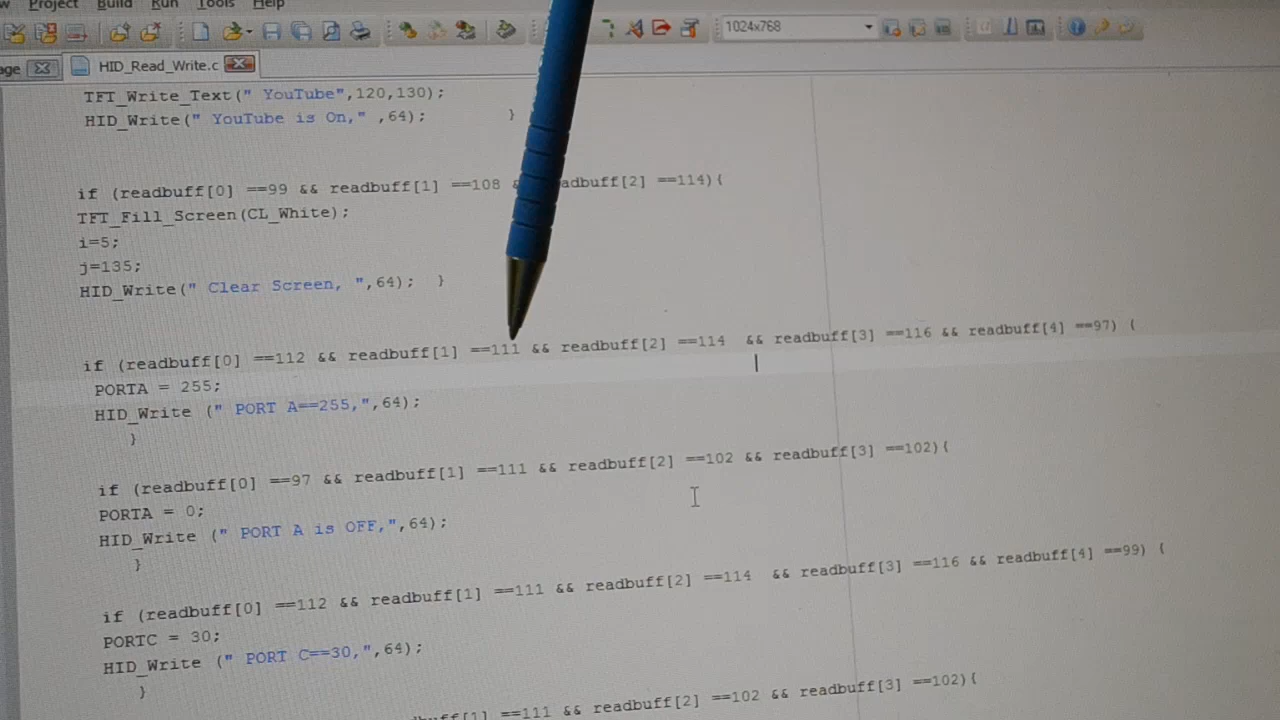 Project Build Run Tools Help
1024x768
age HID_Read_Write.c
TFT_Write_Text(" YouTube",120,130);
HID_Write(" YouTube is On," ,64); }
if (readbuff[0] ==99 && readbuff[1] ==108 adbuff[2] ==114){
TFT_Fill_Screen(CL_White);
i=5;
j=135;
HID_Write(" Clear Screen, ",64); }
if (readbuff[0] ==112 && readbuff[1] ==111 && readbuff[2] ==114 && readbuff[3] ==116 && readbuff[4] ==97) {
PORTA = 255;
HID_Write (" PORT A==255,",64);
}
if (readbuff[0] ==97 && readbuff[1] ==111 && readbuff[2] ==102 && readbuff[3] ==102){
PORTA = 0;
HID_Write (" PORT A is OFF,",64);
}
if (readbuff[0] ==112 && readbuff[1] ==111 && readbuff[2] ==114 && readbuff[3] ==116 && readbuff[4] ==99) {
PORTC = 30;
HID_Write (" PORT C==30,",64);
}
dbuff[1] ==111 && readbuff[2] ==102 && readbuff[3] ==102){